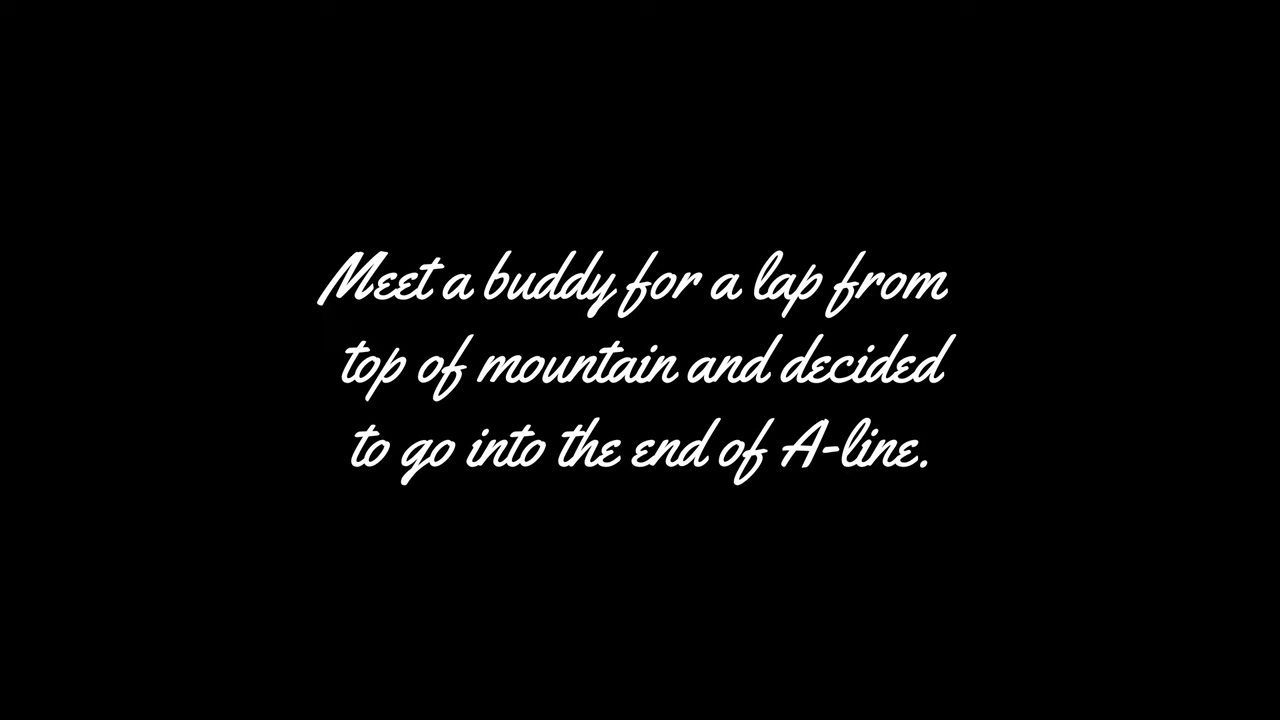 Meet a buddy for a lap from
top of mountain and decided
to go into the end of A-line.